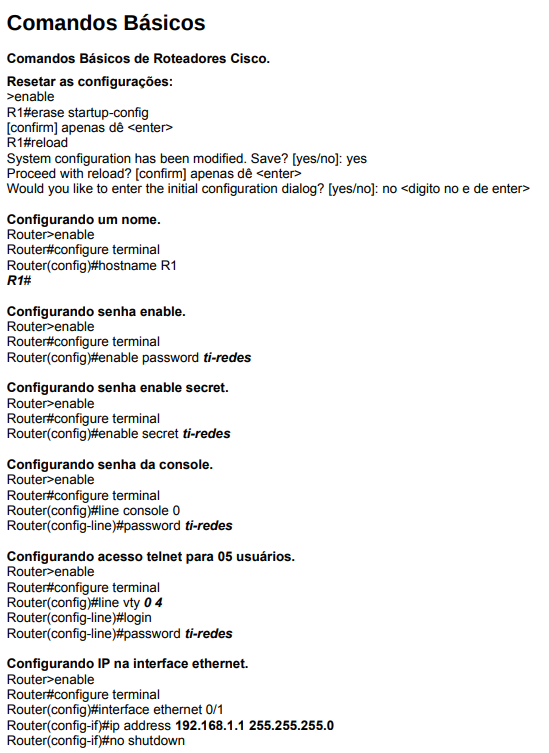 Comandos Básicos
Comandos Básicos de Roteadores Cisco.
Resetar as configurações:
>enable
R1#erase startup-config
[confirm] apenas dê <enter>
R1#reload
System configuration has been modified. Save? [yes/no]: yes
Proceed with reload? [confirm] apenas dê <enter>
Would you like to enter the initial configuration dialog? [yes/no]: no <digito no e de enter>
Configurando um nome.
Router>enable
Router#configure terminal
Router(config)#hostname R1
R1#
Configurando senha enable.
Router>enable
Router#configure terminal
Router(config)#enable password ti-redes
Configurando senha enable secret.
Router>enable
Router#configure terminal
Router(config)#enable secret ti-redes
Configurando senha da console.
Router>enable
Router#configure terminal
Router(config)#line console 0
Router(config-line)#password ti-redes
Configurando acesso telnet para 05 usuários.
Router>enable
Router#configure terminal
Router(config)#line vty 0 4
Router(config-line)#login
Router(config-line)#password ti-redes
Configurando IP na interface ethernet.
Router>enable
Router#configure terminal
Router(config)#interface ethernet 0/1
Router(config-if)#ip address 192.168.1.1 255.255.255.0
Router(config-if)#no shutdown